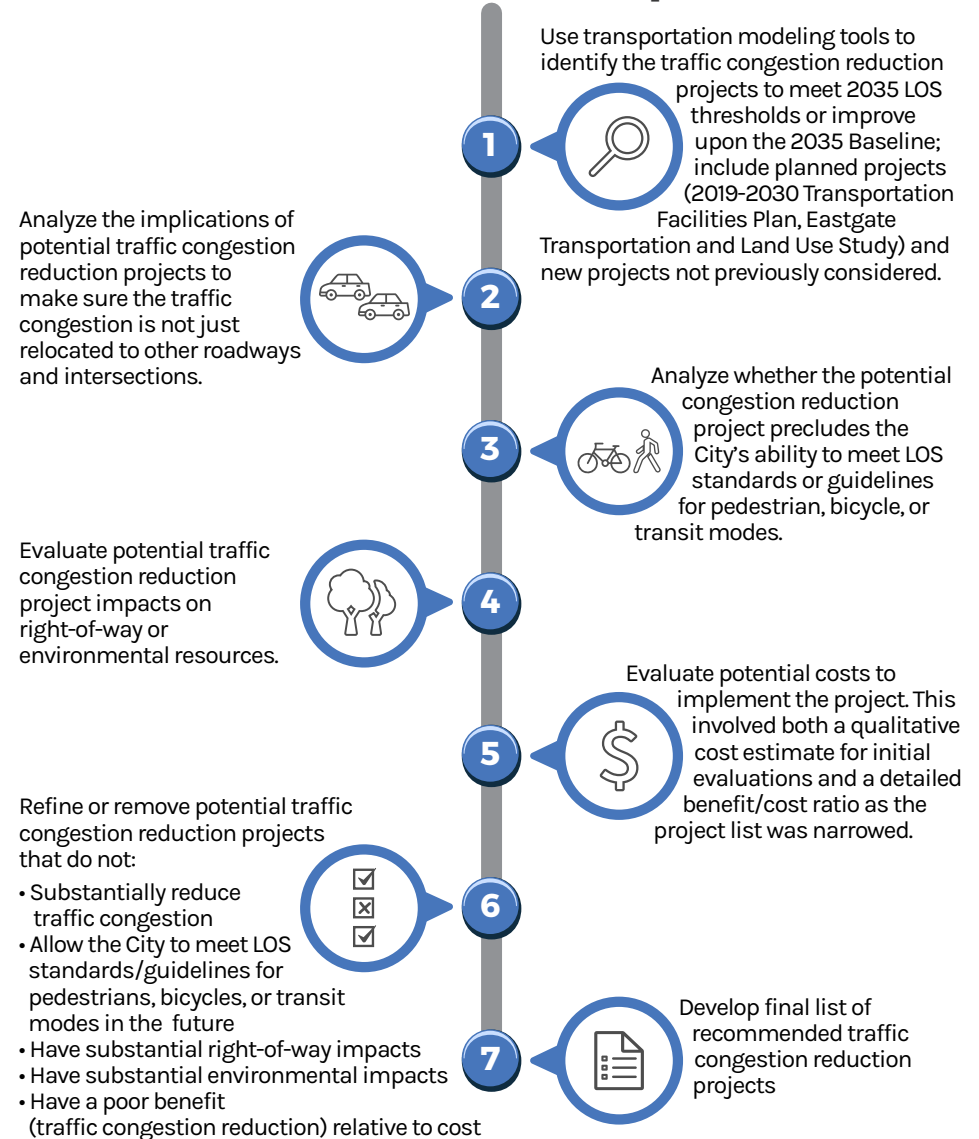 1
Use transportation modeling tools to
identify the traffic congestion reduction
projects to meet 2035 LOS
thresholds or improve
upon the 2035 Baseline;
include planned projects
(2019-2030 Transportation
Facilities Plan, Eastgate
Transportation and Land Use Study) and
new projects not previously considered.
2
Analyze the implications of
potential traffic congestion
reduction projects to
make sure the traffic
congestion is not just
relocated to other roadways
and intersections.
3
Analyze whether the potential
congestion reduction
project precludes the
City's ability to meet LOS
standards or guidelines
for pedestrian, bicycle, or
transit modes.
4
Evaluate potential traffic
congestion reduction
project impacts on
right-of-way or
environmental resources.
5
Evaluate potential costs to
implement the project. This
involved both a qualitative
cost estimate for initial
evaluations and a detailed
benefit/cost ratio as the
project list was narrowed.
6
Refine or remove potential traffic
congestion reduction projects
that do not:
• Substantially reduce
traffic congestion
• Allow the City to meet LOS
standards/guidelines for
pedestrians, bicycles, or transit
modes in the future
• Have substantial right-of-way impacts
• Have substantial environmental impacts
• Have a poor benefit
(traffic congestion reduction) relative to cost
7
Develop final list of
recommended traffic
congestion reduction
projects
$